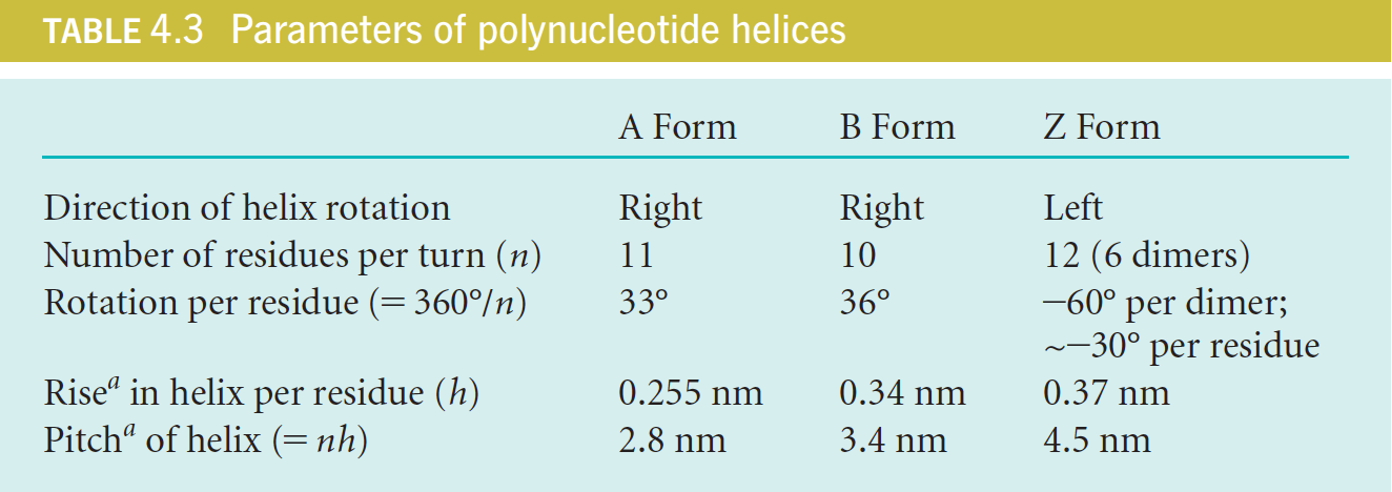 TABLE 4.3 Parameters of polynucleotide helices
A Form B Form Z Form
Direction of helix rotation Right Right Left
Number of residues per turn (n) 11 10 12 (6 dimers)
Rotation per residue (= 360°/n) 33° 36° −60° per dimer;
~−30° per residue
Riseᵃ in helix per residue (h) 0.255 nm 0.34 nm 0.37 nm
Pitchᵃ of helix (= nh) 2.8 nm 3.4 nm 4.5 nm